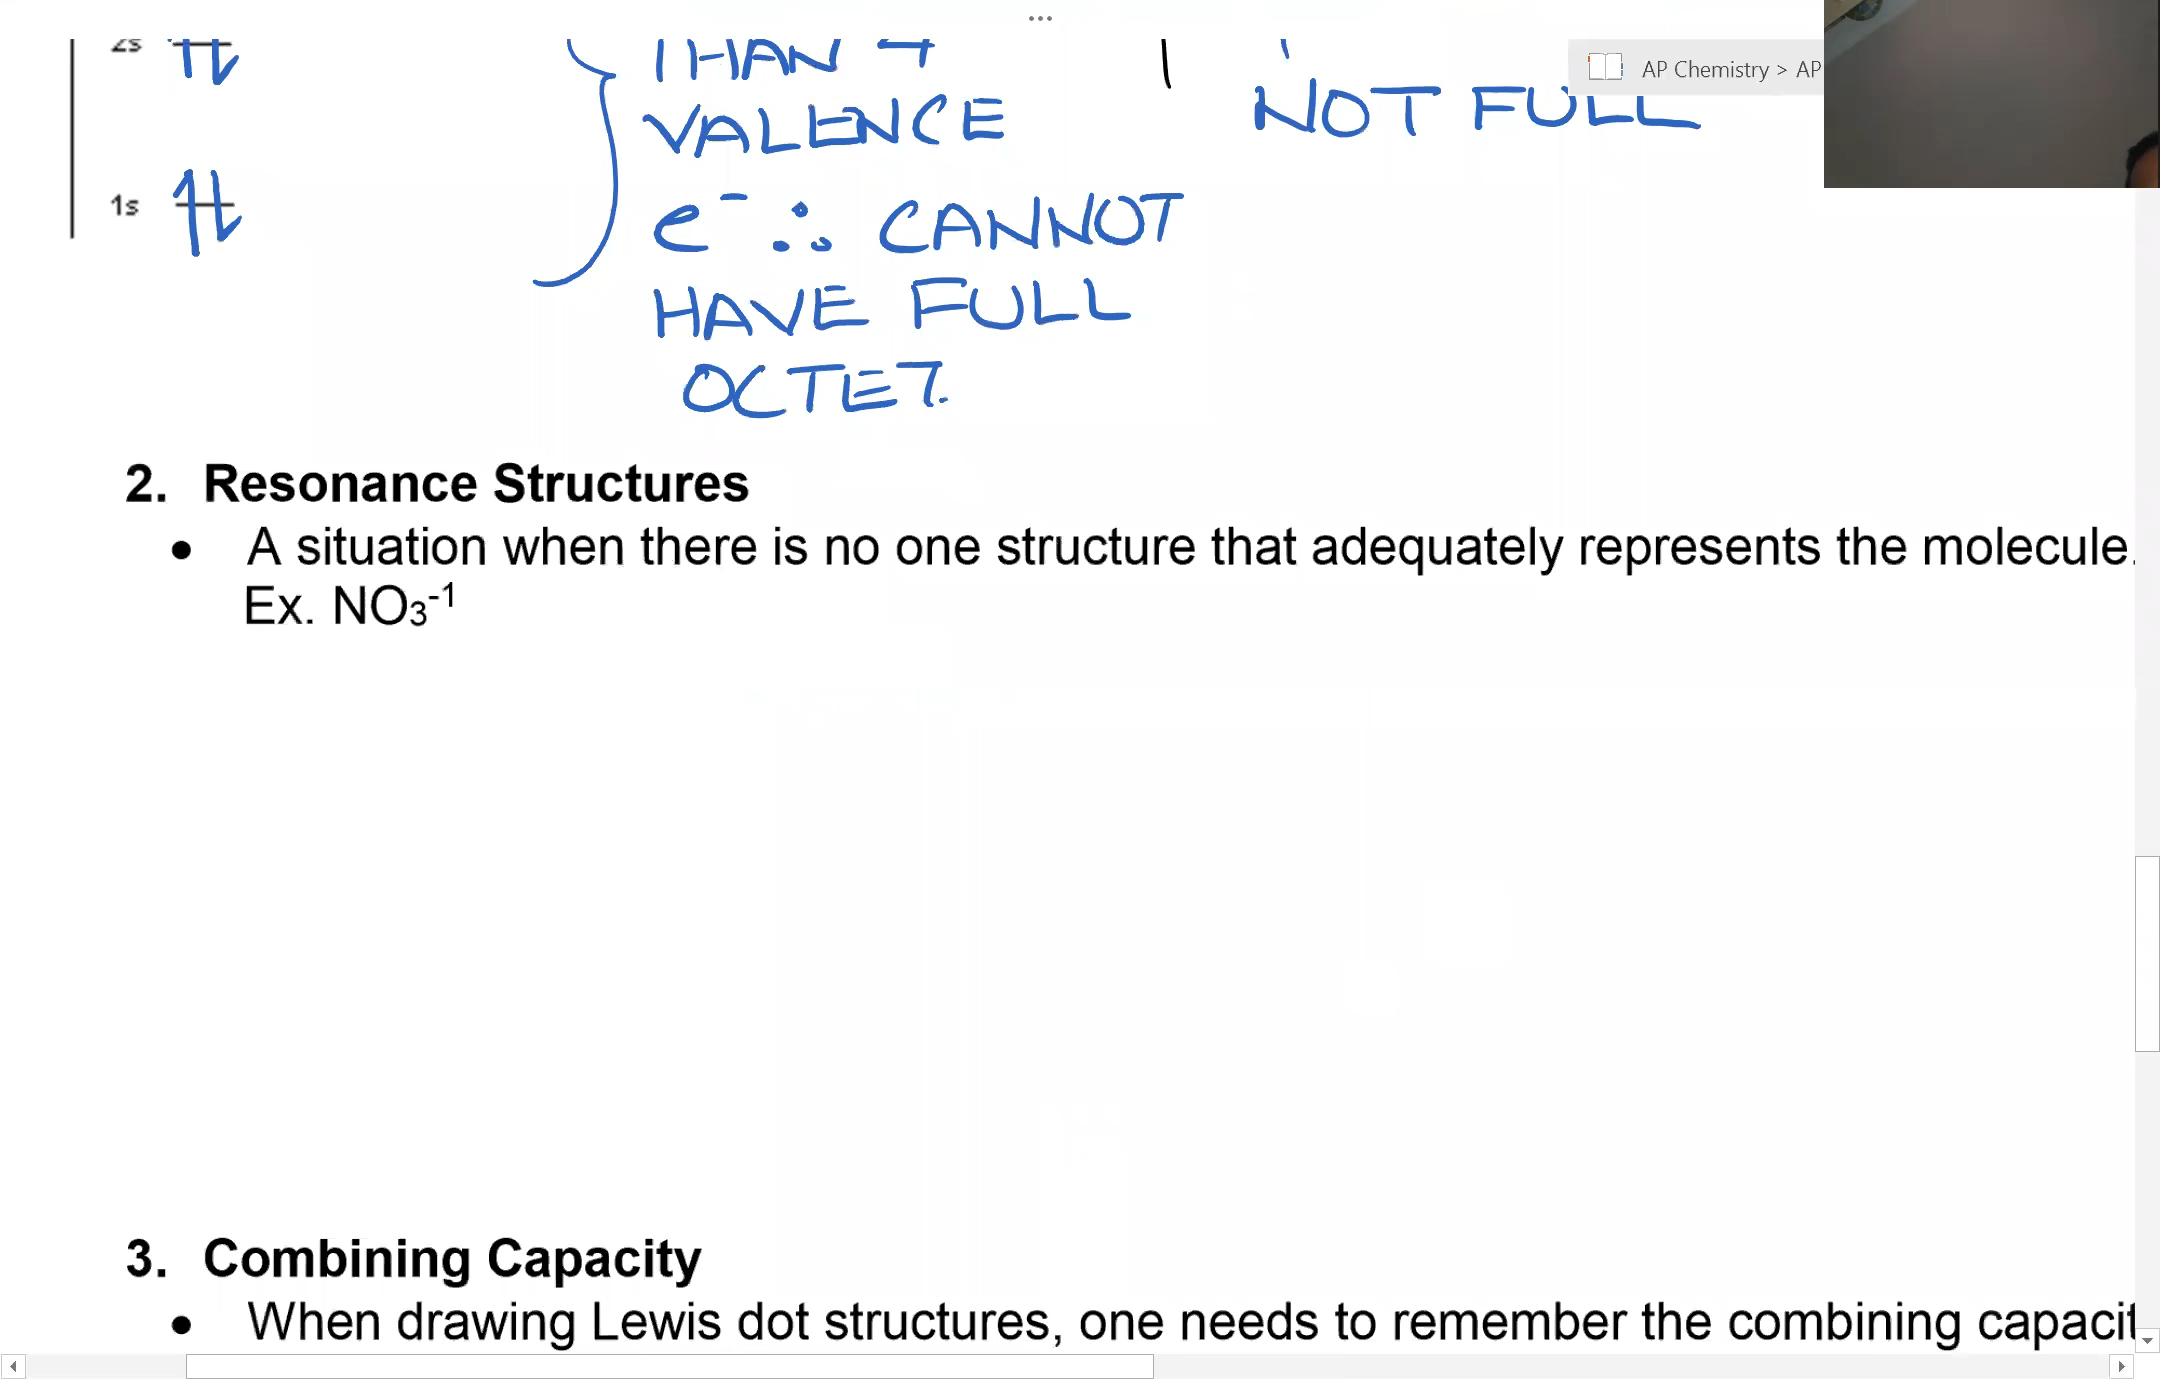 2s
THAN 4
VALENCE
e⁻ ∴ CANNOT
HAVE FULL
OCTET.
NOT FULL
AP Chemistry > AP
1s
2. Resonance Structures
• A situation when there is no one structure that adequately represents the molecule.
Ex. NO₃⁻¹
3. Combining Capacity
• When drawing Lewis dot structures, one needs to remember the combining capacit